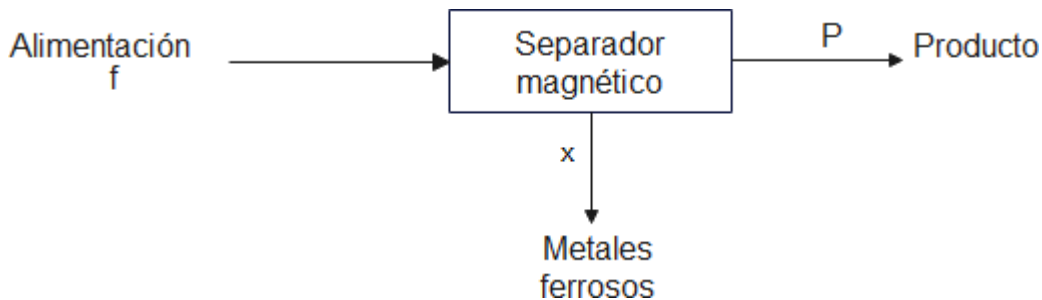 Alimentación
f
Separador
magnético
P
Producto
x
Metales
ferrosos